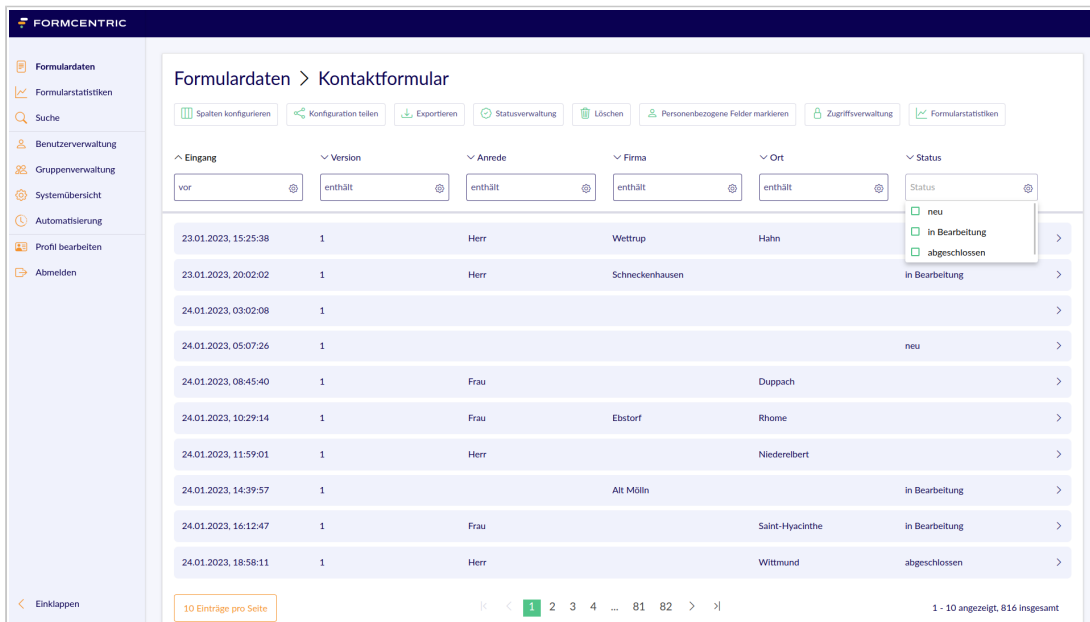 FORMCENTRIC
Formulardaten
Formularstatistiken
Suche
Benutzerverwaltung
Gruppenverwaltung
Systemübersicht
Automatisierung
Profil bearbeiten
Abmelden
Einklappen
Formulardaten > Kontaktformular
Spalten konfigurieren Konfiguration teilen Exportieren Statusverwaltung Löschen Personenbezogene Felder markieren Zugriffsverwaltung Formularstatistiken
Eingang Version Anrede Firma Ort Status
vor enthält enthält enthält enthält Status
neu
in Bearbeitung
abgeschlossen
23.01.2023, 15:25:38 1 Herr Wettrup Hahn
23.01.2023, 20:02:02 1 Herr Schneckenhausen in Bearbeitung
24.01.2023, 03:02:08 1
24.01.2023, 05:07:26 1 neu
24.01.2023, 08:45:40 1 Frau Duppach
24.01.2023, 10:29:14 1 Frau Ebstorf Rhome
24.01.2023, 11:59:01 1 Herr Niederelbert
24.01.2023, 14:39:57 1 Alt Mölln in Bearbeitung
24.01.2023, 16:12:47 1 Frau Saint-Hyacinthe in Bearbeitung
24.01.2023, 18:58:11 1 Herr Wittmund abgeschlossen
10 Einträge pro Seite 1 2 3 4 ... 81 82 1 - 10 angezeigt, 816 insgesamt